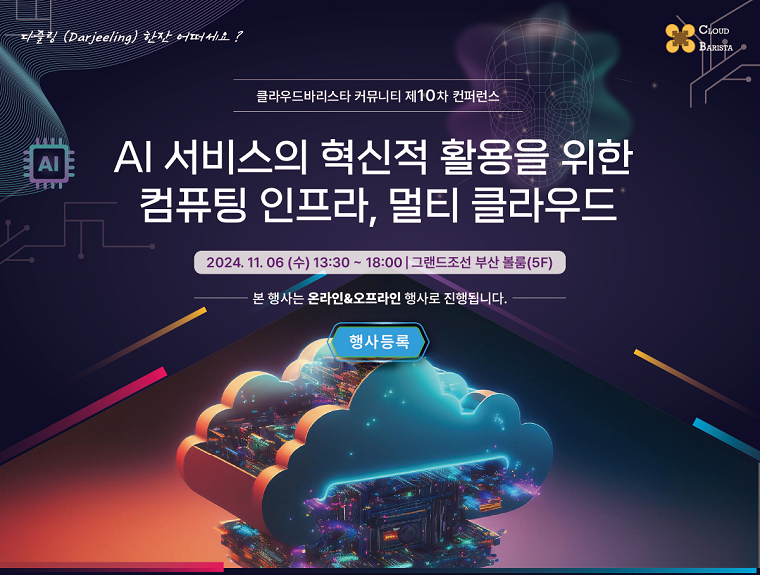 다즐링 (Darjeeling) 한잔 어떠세요 ?
CLOUD
BARISTA
클라우드바리스타 커뮤니티 제10차 컨퍼런스
AI
AI 서비스의 혁신적 활용을 위한
컴퓨팅 인프라, 멀티 클라우드
2024. 11. 06 (수) 13:30 ~ 18:00 | 그랜드조선 부산 볼룸(5F)
본 행사는 온라인&오프라인 행사로 진행됩니다.
행사등록